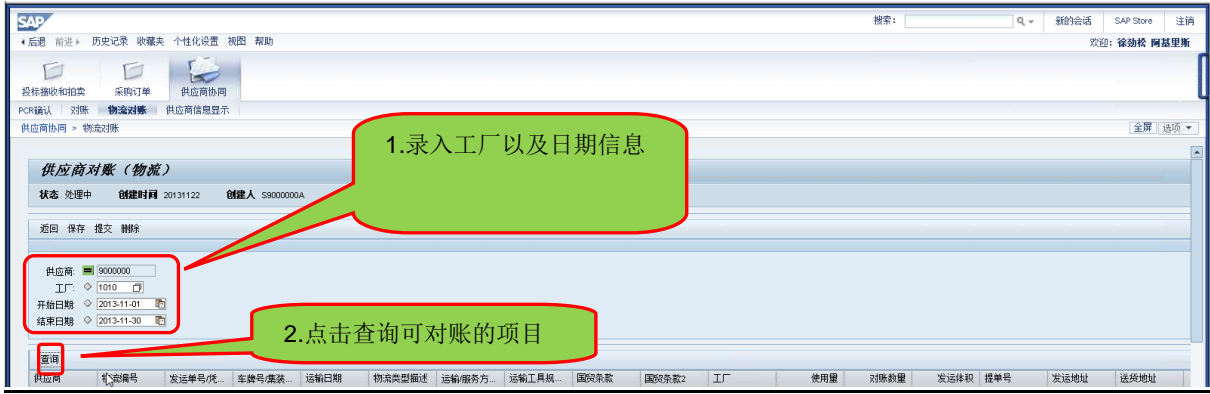 SAP 搜索: 新的会话 SAP Store 注销
后退 前进 历史记录 收藏夹 个性化设置 视图 帮助 欢迎: 徐劲松 阿基里斯
投标接收和拍卖 采购订单 供应商协同
PCR确认 对账 物流对账 供应商信息显示
供应商协同 > 物流对账 全屏 选项
1.录入工厂以及日期信息
供应商对账（物流）
状态 处理中 创建时间 20131122 创建人 S9000000A
返回 保存 提交 删除
供应商: 9000000
工厂: 1010
开始日期: 2013-11-01
结束日期: 2013-11-30
2.点击查询可对账的项目
查询
供应商 物流编号 发运单号/凭... 车牌号/集装... 运输日期 物流类型描述 运输/服务方... 运输工具规... 国贸条款 国贸条款2 工厂 使用量 对账数量 发运体积 提单号 发运地址 送货地址